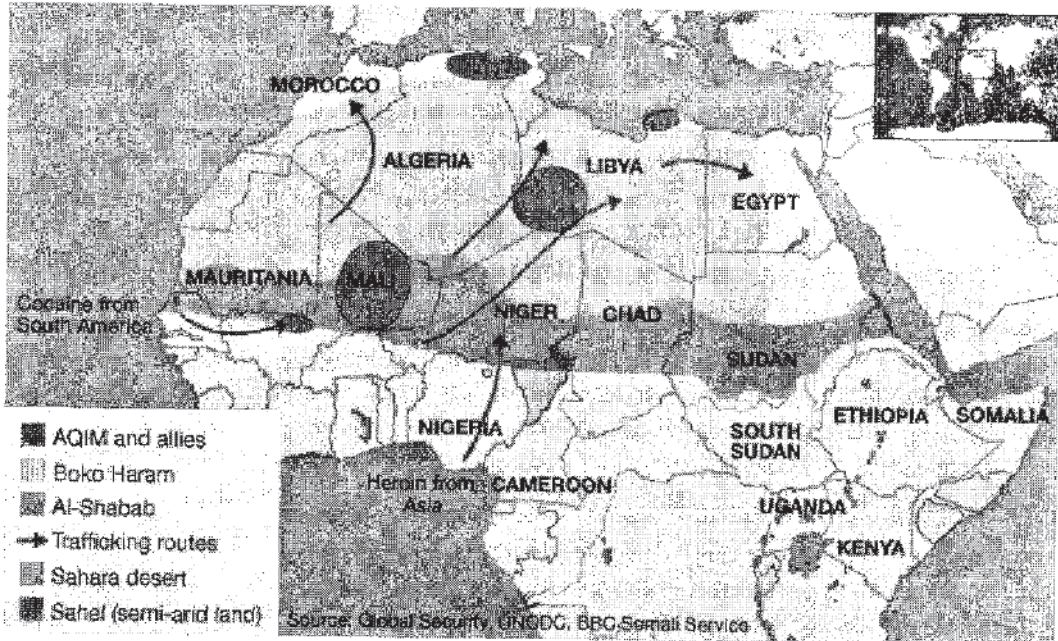 MOROCCO
ALGERIA
LIBYA
EGYPT
MAURITANIA
MALI
NIGER
CHAD
SUDAN
Cocaine from
South America
NIGERIA
ETHIOPIA
SOMALIA
SOUTH
SUDAN
Heroin from
Asia
CAMEROON
UGANDA
KENYA
AQIM and allies
Boko Haram
Al-Shabab
Trafficking routes
Sahara desert
Sahel (semi-arid land)
Source: Global Security, UNODC, BBC Somali Service